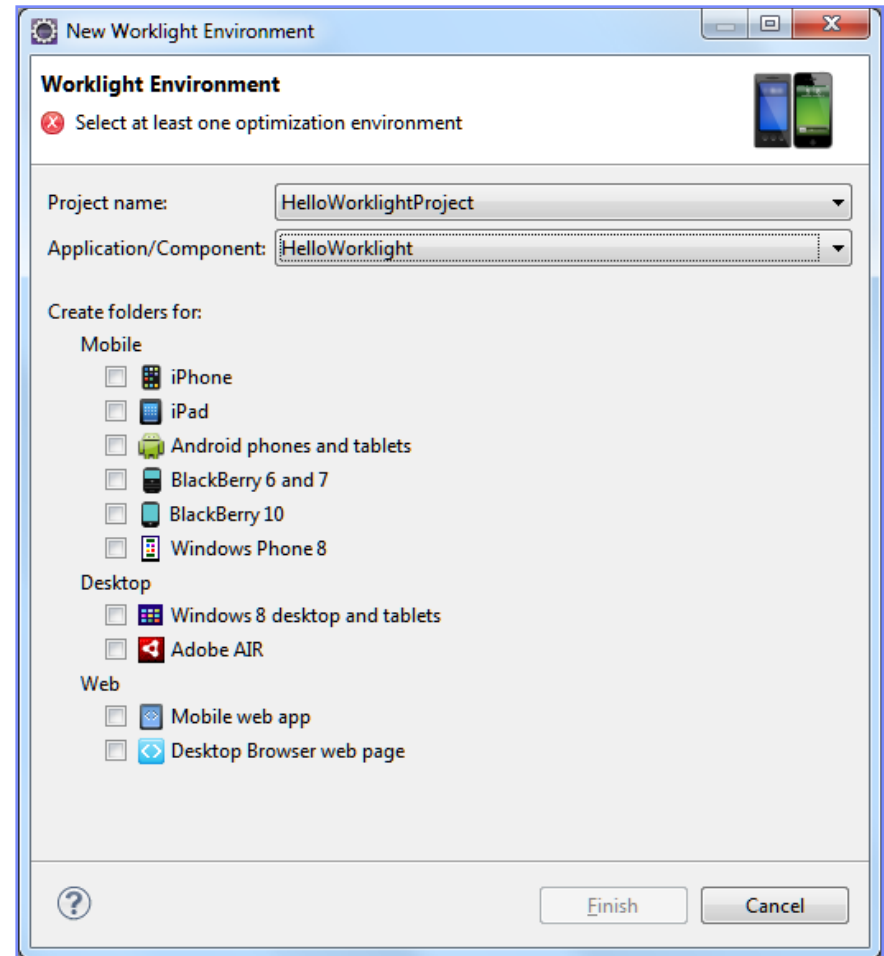 New Worklight Environment
Worklight Environment
Select at least one optimization environment
Project name: HelloWorklightProject
Application/Component: HelloWorklight
Create folders for:
Mobile
iPhone
iPad
Android phones and tablets
BlackBerry 6 and 7
BlackBerry 10
Windows Phone 8
Desktop
Windows 8 desktop and tablets
Adobe AIR
Web
Mobile web app
Desktop Browser web page
Finish Cancel